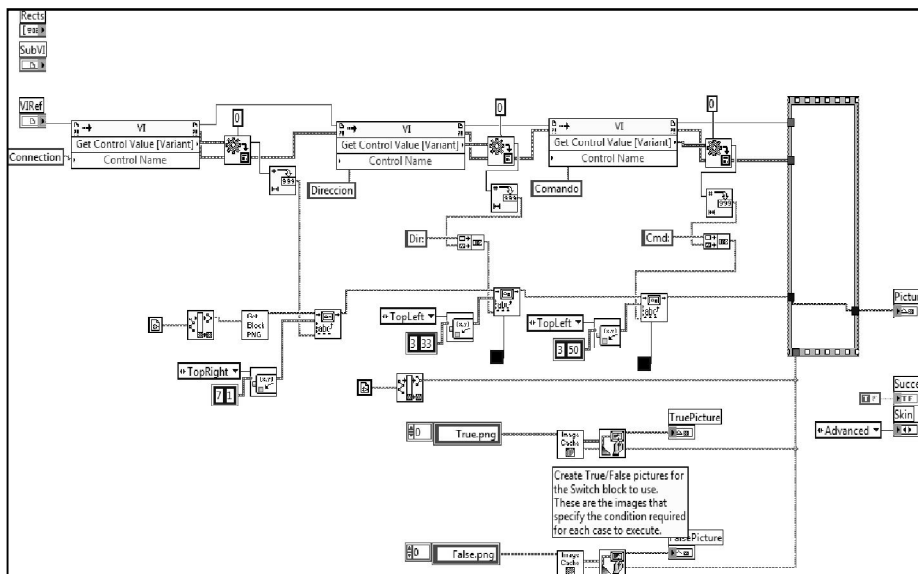 Rects
SubVI
VIRef
VI
Get Control Value [Variant]
Control Name
Connection
0
VI
Get Control Value [Variant]
Control Name
Direccion
0
VI
Get Control Value [Variant]
Control Name
Comando
0
Dir:
Cmd:
Block
PNG
TopRight
7 1
TopLeft
3 33
TopLeft
3 50
Pictur
Succe
Skin
Advanced
0
True.png
Image
Cache
TruePicture
Create True/False pictures for
the Switch block to use.
These are the images that
specify the condition required
for each case to execute.
0
False.png
Image
Cache
FalsePicture